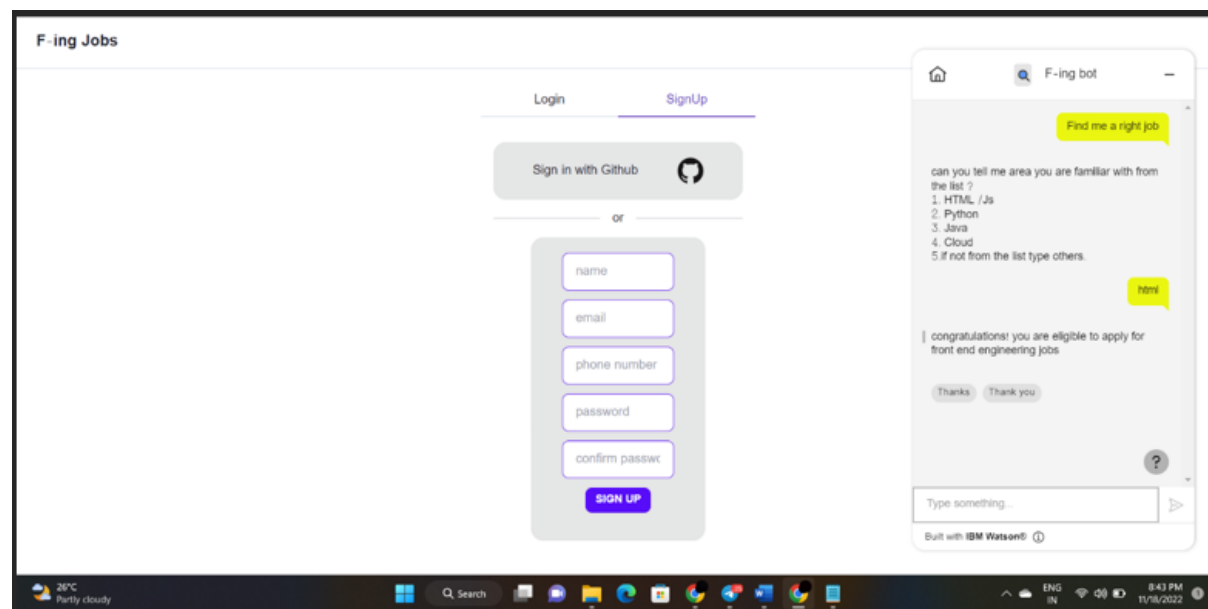 F-ing Jobs
Login
SignUp
Sign in with Github
or
name
email
phone number
password
confirm passwc
SIGN UP
F-ing bot
Find me a right job
can you tell me area you are familiar with from
the list ?
1. HTML /Js
2. Python
3. Java
4. Cloud
5.if not from the list type others.
html
congratulations! you are eligible to apply for
front end engineering jobs
Thanks
Thank you
?
Type something...
Built with IBM Watson®
26°C
Partly cloudy
Search
ENG
IN
8:43 PM
11/18/2022